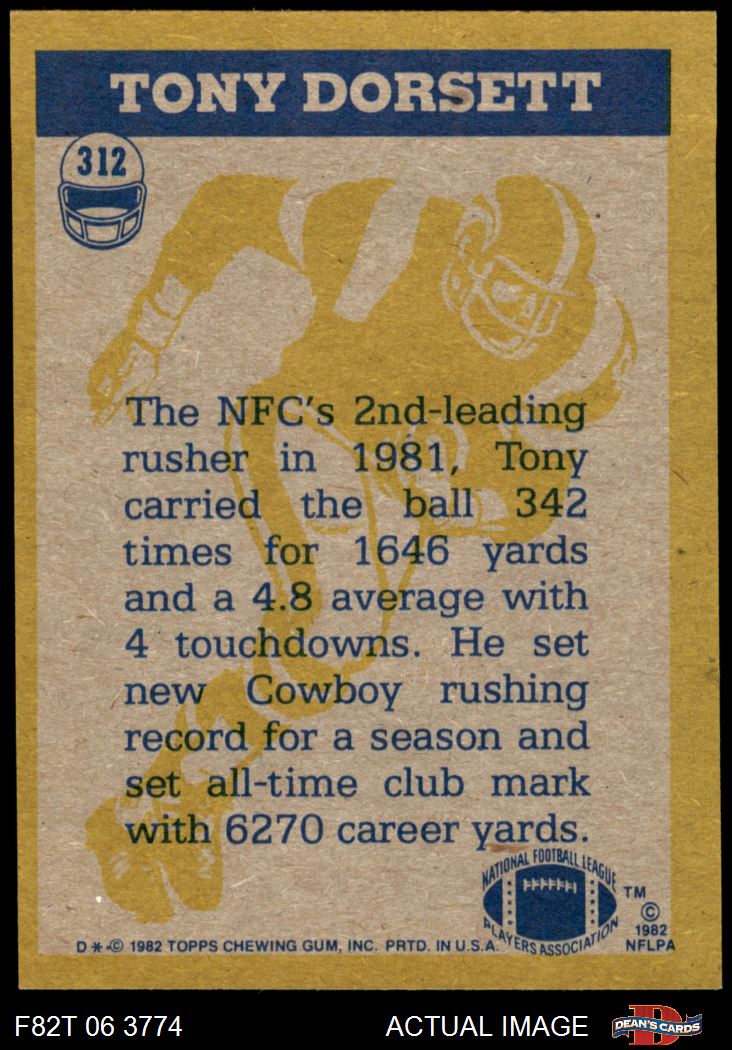 TONY DORSETT
312
The NFC's 2nd-leading
rusher in 1981, Tony
carried the ball 342
times for 1646 yards
and a 4.8 average with
4 touchdowns. He set
new Cowboy rushing
record for a season and
set all-time club mark
with 6270 career yards.
NATIONAL FOOTBALL LEAGUE
PLAYERS ASSOCIATION
TM
©
1982
NFLPA
D * © 1982 TOPPS CHEWING GUM, INC. PRTD. IN U.S.A.
F82T 06 3774
ACTUAL IMAGE
D
DEAN'S CARDS